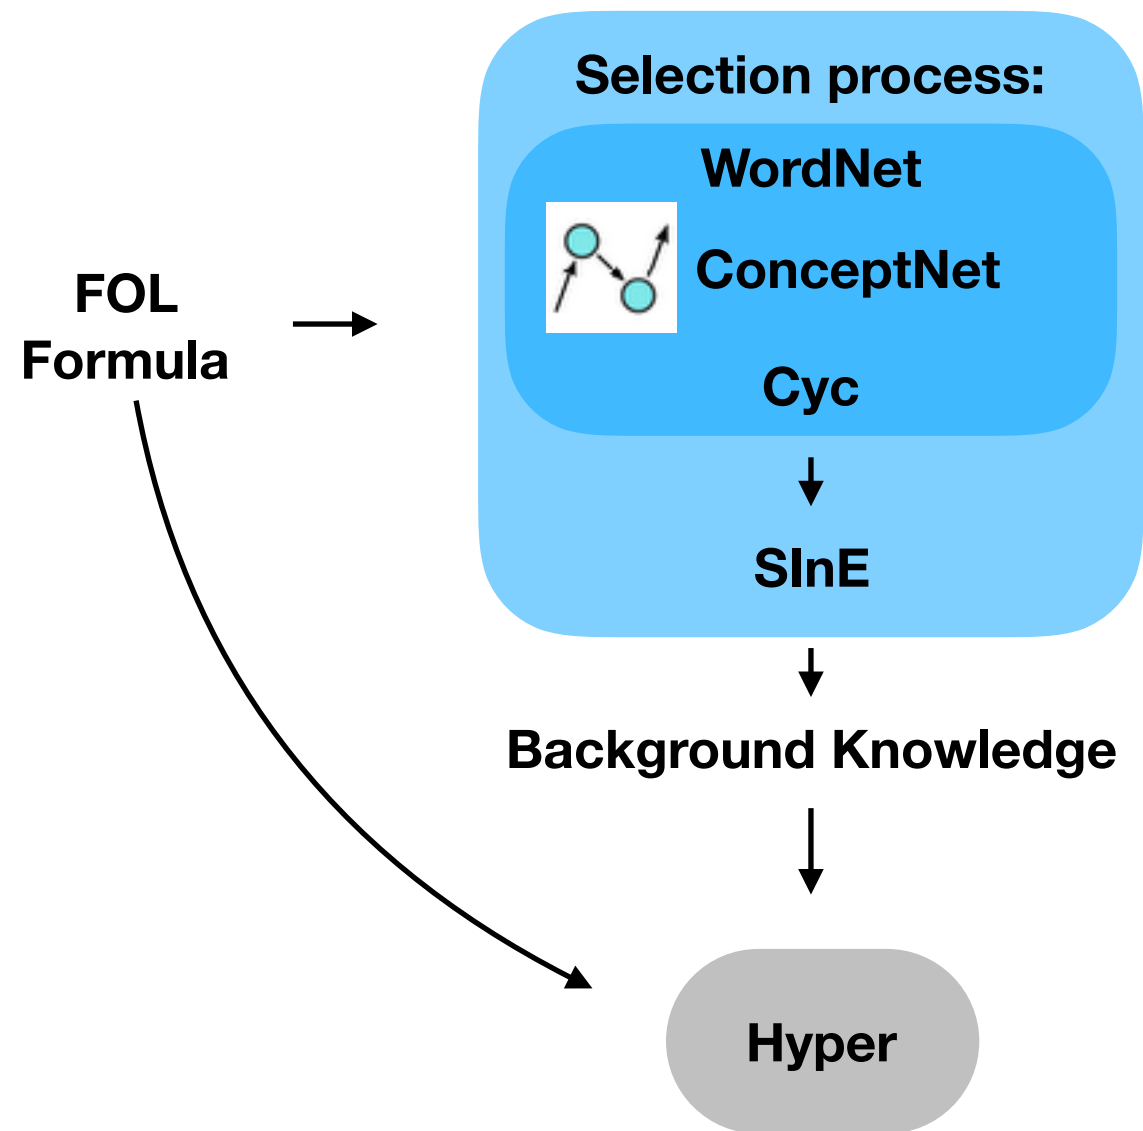 Selection process:
WordNet
ConceptNet
Cyc
FOL
Formula
SInE
Background Knowledge
Hyper